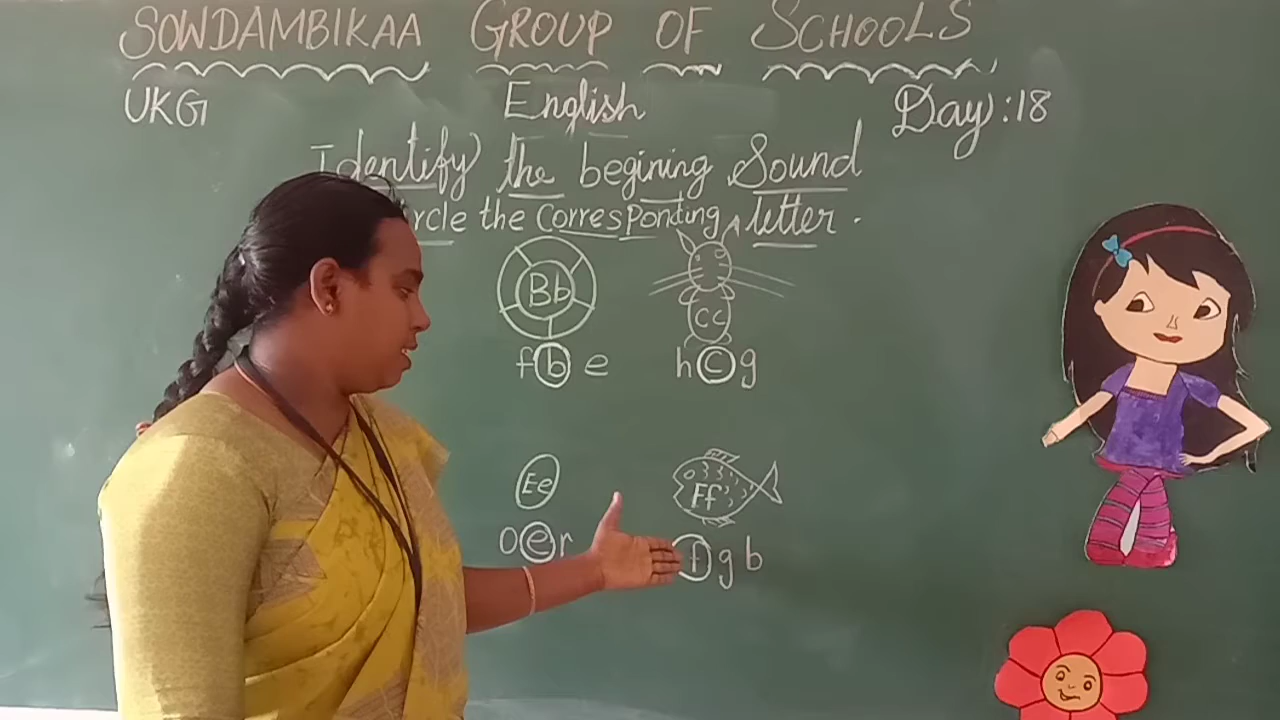 SOWDAMBIKAA GROUP OF SCHOOLS
UKG English Day:18
Identify the begining Sound
rcle the Corresponding letter.
Bb
cc
f b e
h c g
Ee
Ff
o e r
f g b